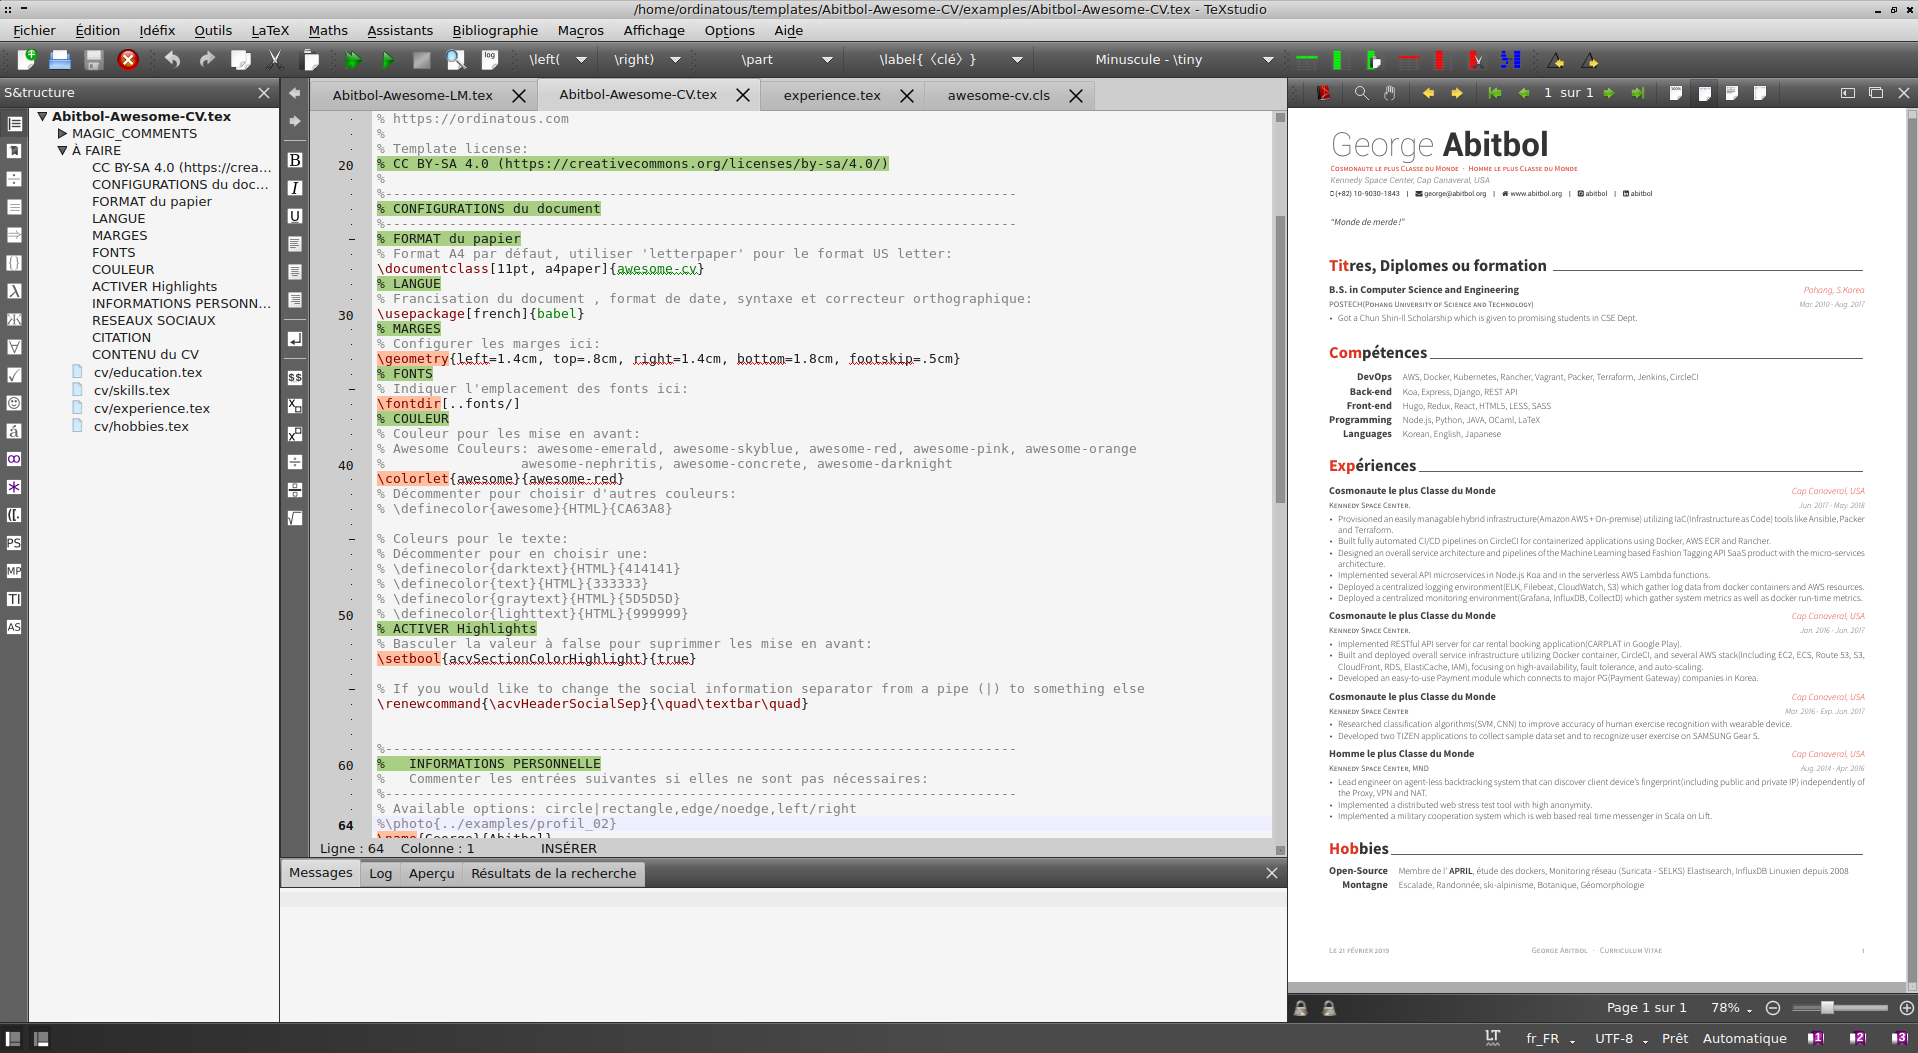 /home/ordinatous/templates/Abitbol-Awesome-CV/examples/Abitbol-Awesome-CV.tex - TeXstudio
Fichier Édition Idéfix Outils LaTeX Maths Assistants Bibliographie Macros Affichage Options Aide
\left( \right) \part \label{〈clé〉} Minuscule - \tiny
S&tructure
Abitbol-Awesome-CV.tex
MAGIC_COMMENTS
À FAIRE
CC BY-SA 4.0 (https://crea...
CONFIGURATIONS du doc...
FORMAT du papier
LANGUE
MARGES
FONTS
COULEUR
ACTIVER Highlights
INFORMATIONS PERSONN...
RESEAUX SOCIAUX
CITATION
CONTENU du CV
cv/education.tex
cv/skills.tex
cv/experience.tex
cv/hobbies.tex
Abitbol-Awesome-LM.tex Abitbol-Awesome-CV.tex experience.tex awesome-cv.cls
% https://ordinatous.com
%
% Template license:
20 % CC BY-SA 4.0 (https://creativecommons.org/licenses/by-sa/4.0/)
%
%-------------------------------------------------------------------------------
% CONFIGURATIONS du document
%-------------------------------------------------------------------------------
% FORMAT du papier
% Format A4 par défaut, utiliser 'letterpaper' pour le format US letter:
\documentclass[11pt, a4paper]{awesome-cv}
% LANGUE
% Francisation du document , format de date, syntaxe et correcteur orthographique:
30 \usepackage[french]{babel}
% MARGES
% Configurer les marges ici:
\geometry{left=1.4cm, top=.8cm, right=1.4cm, bottom=1.8cm, footskip=.5cm}
% FONTS
% Indiquer l'emplacement des fonts ici:
\fontdir[..fonts/]
% COULEUR
% Couleur pour les mise en avant:
% Awesome Couleurs: awesome-emerald, awesome-skyblue, awesome-red, awesome-pink, awesome-orange
40 % awesome-nephritis, awesome-concrete, awesome-darknight
\colorlet{awesome}{awesome-red}
% Décommenter pour choisir d'autres couleurs:
% \definecolor{awesome}{HTML}{CA63A8}
% Coleurs pour le texte:
% Décommenter pour en choisir une:
% \definecolor{darktext}{HTML}{414141}
% \definecolor{text}{HTML}{333333}
% \definecolor{graytext}{HTML}{5D5D5D}
50 % \definecolor{lighttext}{HTML}{999999}
% ACTIVER Highlights
% Basculer la valeur à false pour suprimmer les mise en avant:
\setbool{acvSectionColorHighlight}{true}
% If you would like to change the social information separator from a pipe (|) to something else
\renewcommand{\acvHeaderSocialSep}{\quad\textbar\quad}
%-------------------------------------------------------------------------------
60 % INFORMATIONS PERSONNELLE
% Commenter les entrées suivantes si elles ne sont pas nécessaires:
%-------------------------------------------------------------------------------
% Available options: circle|rectangle,edge/noedge,left/right
64 %\photo{../examples/profil_02}
\name{George}{Abitbol}
Ligne : 64 Colonne : 1 INSÉRER
Messages Log Aperçu Résultats de la recherche
1 sur 1
George Abitbol
Cosmonaute le plus Classe du Monde · Homme le plus Classe du Monde
Kennedy Space Center, Cap Canaveral, USA
(+82) 10-9030-1843 | george@abitbol.org | www.abitbol.org | abitbol | abitbol
"Monde de merde!"
Titres, Diplomes ou formation
B.S. in Computer Science and Engineering Pohang, S.Korea
POSTECH(Pohang University of Science and Technology) Mar. 2010 - Aug. 2017
• Got a Chun Shin-Il Scholarship which is given to promising students in CSE Dept.
Compétences
DevOps AWS, Docker, Kubernetes, Rancher, Vagrant, Packer, Terraform, Jenkins, CircleCI
Back-end Koa, Express, Django, REST API
Front-end Hugo, Redux, React, HTML5, LESS, SASS
Programming Node.js, Python, JAVA, OCaml, LaTeX
Languages Korean, English, Japanese
Expériences
Cosmonaute le plus Classe du Monde Cap Canaveral, USA
Kennedy Space Center. Jun. 2017 - May. 2018
• Provisioned an easily managable hybrid infrastructure(Amazon AWS + On-premise) utilizing IaC(Infrastructure as Code) tools like Ansible, Packer
and Terraform.
• Built fully automated CI/CD pipelines on CircleCI for containerized applications using Docker, AWS ECR and Rancher.
• Designed an overall service architecture and pipelines of the Machine Learning based Fashion Tagging API SaaS product with the micro-services
architecture.
• Implemented several API microservices in Node.js Koa and in the serverless AWS Lambda functions.
• Deployed a centralized logging environment(ELK, Filebeat, CloudWatch, S3) which gather log data from docker containers and AWS resources.
• Deployed a centralized monitoring environment(Grafana, InfluxDB, CollectD) which gather system metrics as well as docker run-time metrics.
Cosmonaute le plus Classe du Monde Cap Canaveral, USA
Kennedy Space Center. Jan. 2016 - Jun. 2017
• Implemented RESTful API server for car rental booking application(CARPLAT in Google Play).
• Built and deployed overall service infrastructure utilizing Docker container, CircleCI, and several AWS stack(Including EC2, ECS, Route 53, S3,
CloudFront, RDS, ElastiCache, IAM), focusing on high-availability, fault tolerance, and auto-scaling.
• Developed an easy-to-use Payment module which connects to major PG(Payment Gateway) companies in Korea.
Cosmonaute le plus Classe du Monde Cap Canaveral, USA
Kennedy Space Center Mar. 2016 - Exp. Jun. 2017
• Researched classification algorithms(SVM, CNN) to improve accuracy of human exercise recognition with wearable device.
• Developed two TIZEN applications to collect sample data set and to recognize user exercise on SAMSUNG Gear S.
Homme le plus Classe du Monde Cap Canaveral, USA
Kennedy Space Center, MND Aug. 2014 - Apr. 2016
• Lead engineer on agent-less backtracking system that can discover client device's fingerprint(including public and private IP) independently of
the Proxy, VPN and NAT.
• Implemented a distributed web stress test tool with high anonymity.
• Implemented a military cooperation system which is web based real time messenger in Scala on Lift.
Hobbies
Open-Source Membre de l' APRIL, étude des dockers, Monitoring réseau (Suricata - SELKS) Elastisearch, InfluxDB Linuxien depuis 2008
Montagne Escalade, Randonnée, ski-alpinisme, Botanique, Géomorphologie
Le 21 février 2019 George Abitbol · Curriculum Vitae 1
Page 1 sur 1 78%
LT fr_FR UTF-8 Prêt Automatique 1 2 3